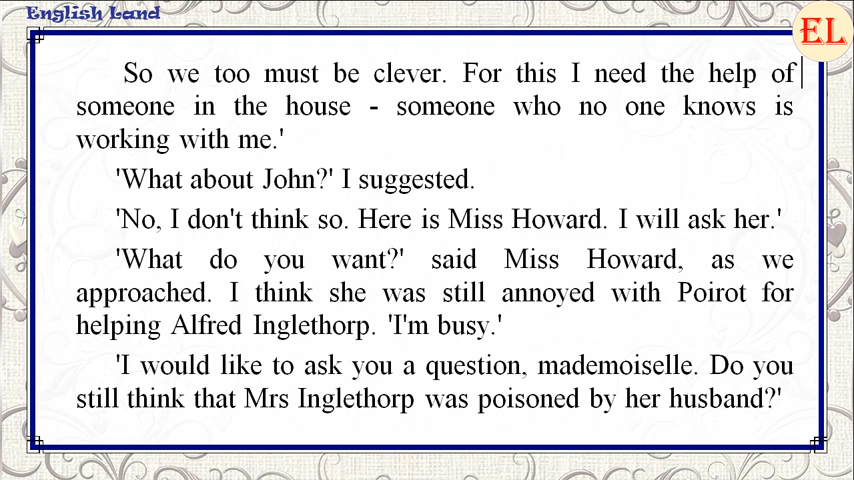 English Land
EL
So we too must be clever. For this I need the help of
someone in the house - someone who no one knows is
working with me.'
'What about John?' I suggested.
'No, I don't think so. Here is Miss Howard. I will ask her.'
'What do you want?' said Miss Howard, as we
approached. I think she was still annoyed with Poirot for
helping Alfred Inglethorp. 'I'm busy.'
'I would like to ask you a question, mademoiselle. Do you
still think that Mrs Inglethorp was poisoned by her husband?'